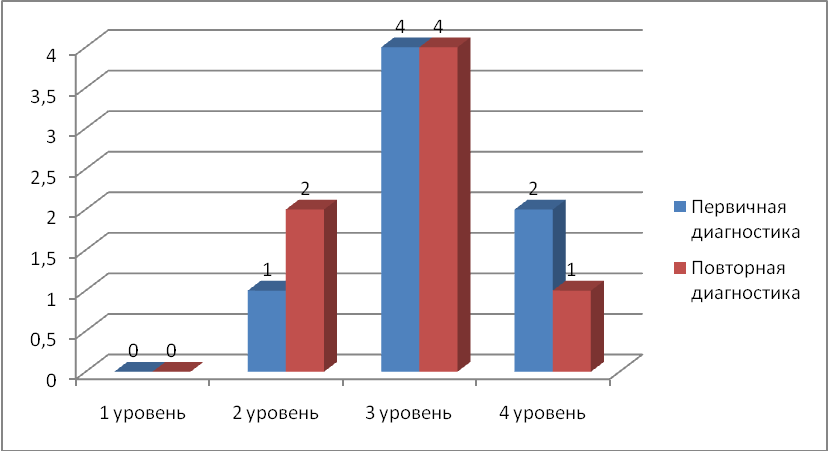 4 4
4
3,5
3
2,5
2 2
2
1,5
1 1
1
0,5
0 0
0
1 уровень 2 уровень 3 уровень 4 уровень
Первичная
диагностика
Повторная
диагностика